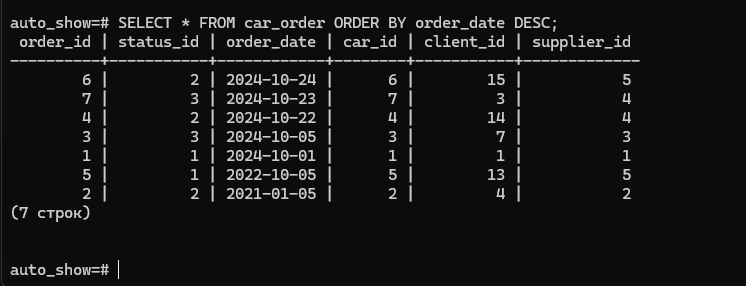 auto_show=# SELECT * FROM car_order ORDER BY order_date DESC;
 order_id | status_id | order_date | car_id | client_id | supplier_id
----------+-----------+------------+--------+-----------+-------------
        6 |         2 | 2024-10-24 |      6 |        15 |           5
        7 |         3 | 2024-10-23 |      7 |         3 |           4
        4 |         2 | 2024-10-22 |      4 |        14 |           4
        3 |         3 | 2024-10-05 |      3 |         7 |           3
        1 |         1 | 2024-10-01 |      1 |         1 |           1
        5 |         1 | 2022-10-05 |      5 |        13 |           5
        2 |         2 | 2021-01-05 |      2 |         4 |           2
(7 строк)
auto_show=#